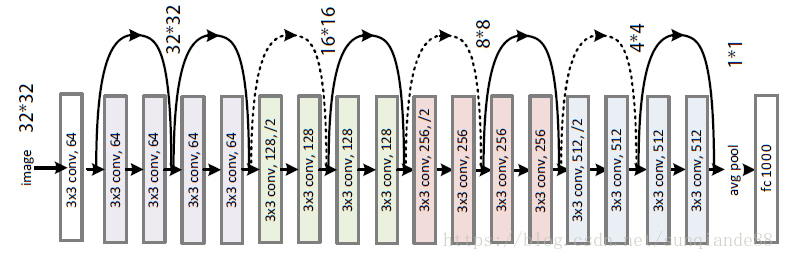 image
32*32
3x3 conv, 64
3x3 conv, 64
3x3 conv, 64
32*32
3x3 conv, 64
3x3 conv, 64
3x3 conv, 128, /2
3x3 conv, 128
16*16
3x3 conv, 128
3x3 conv, 128
3x3 conv, 256, /2
3x3 conv, 256
8*8
3x3 conv, 256
3x3 conv, 256
3x3 conv, 512, /2
3x3 conv, 512
4*4
3x3 conv, 512
3x3 conv, 512
avg pool
1*1
fc 1000
https://blog.csdn.net/sunqiande88